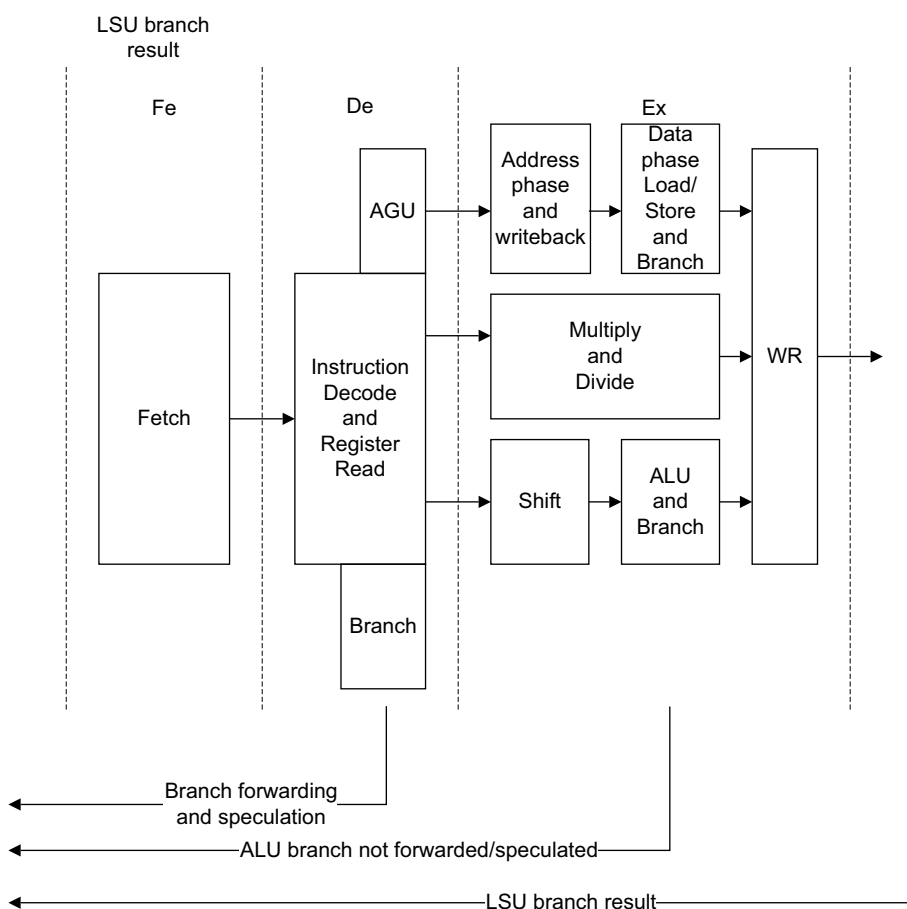 LSU branch
result
Fe
De
Ex
AGU
Address
phase
and
writeback
Data
phase
Load/
Store
and
Branch
Fetch
Instruction
Decode
and
Register
Read
Multiply
and
Divide
WR
Shift
ALU
and
Branch
Branch
Branch forwarding
and speculation
ALU branch not forwarded/speculated
LSU branch result